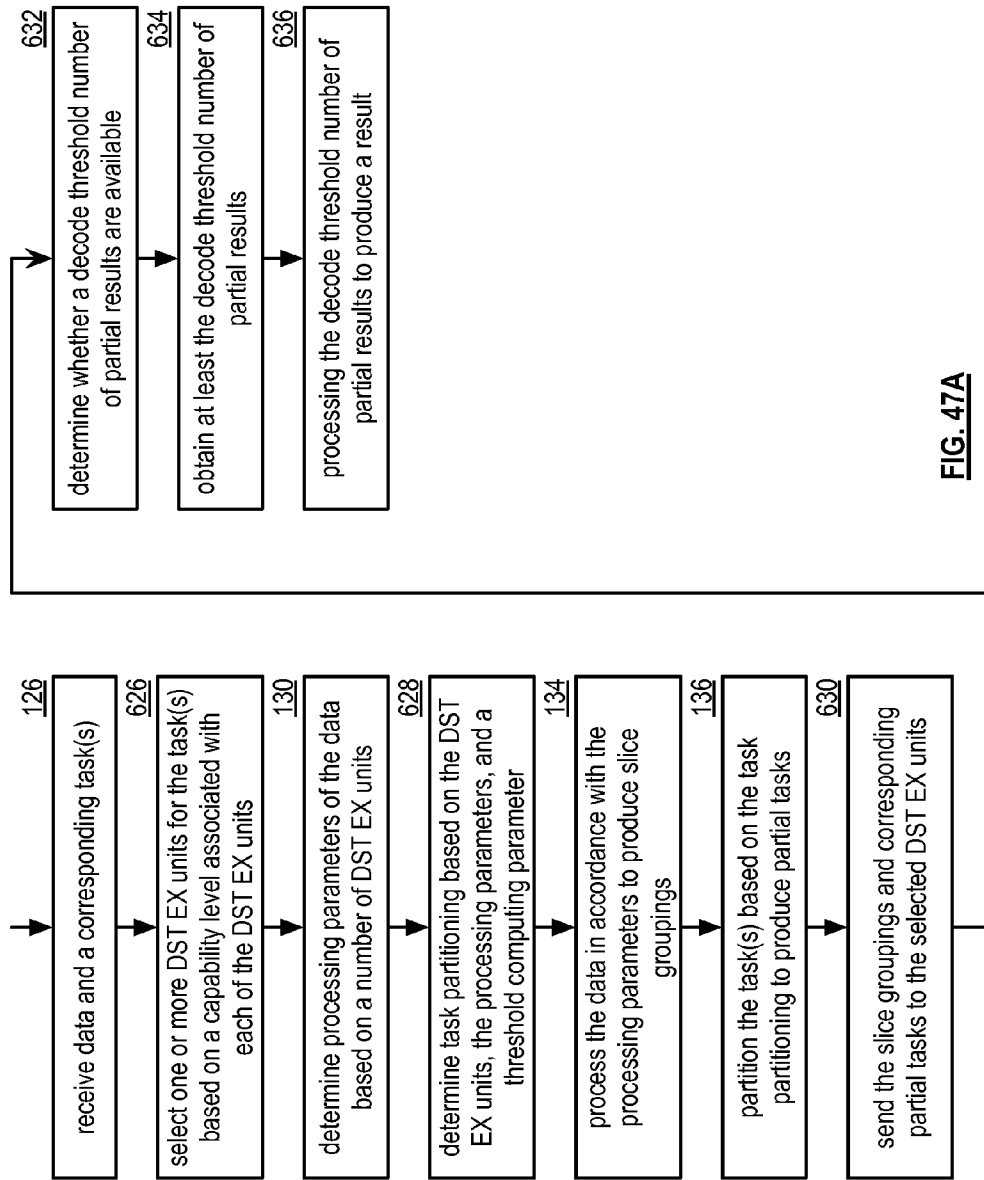 126
receive data and a corresponding task(s)
626
select one or more DST EX units for the task(s)
based on a capability level associated with
each of the DST EX units
130
determine processing parameters of the data
based on a number of DST EX units
628
determine task partitioning based on the DST
EX units, the processing parameters, and a
threshold computing parameter
134
process the data in accordance with the
processing parameters to produce slice
groupings
136
partition the task(s) based on the task
partitioning to produce partial tasks
630
send the slice groupings and corresponding
partial tasks to the selected DST EX units
632
determine whether a decode threshold number
of partial results are available
634
obtain at least the decode threshold number of
partial results
636
processing the decode threshold number of
partial results to produce a result
FIG. 47A